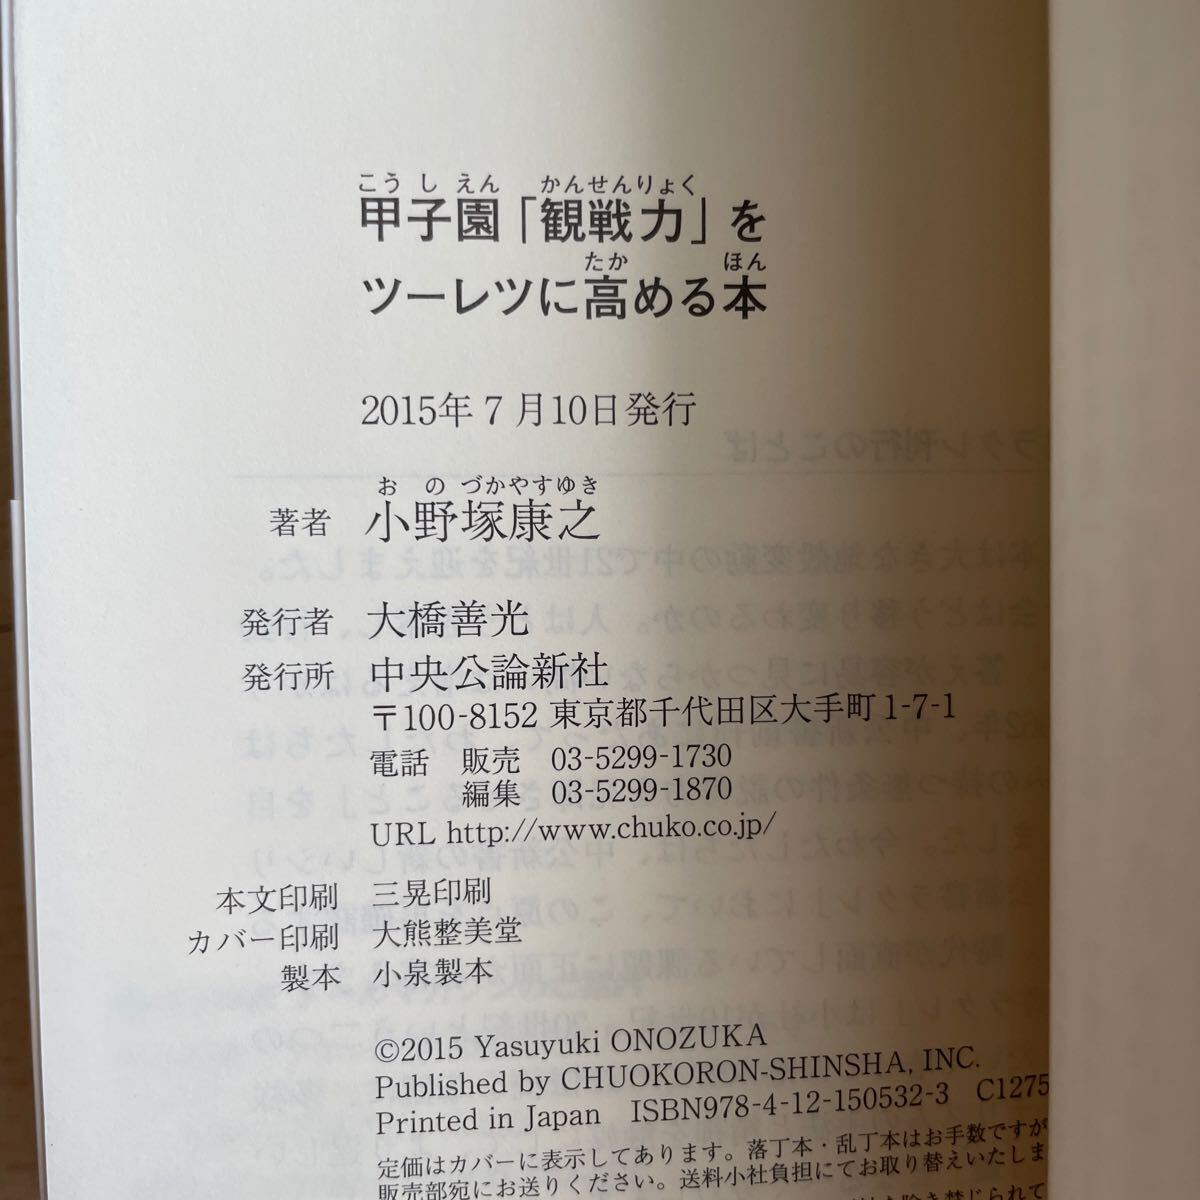 こうしえん かんせんりょく
甲子園「観戦力」を
たか ほん
ツーレツに高める本
2015年7月10日発行
おのづかやすゆき
著者 小野塚康之
発行者 大橋善光
発行所 中央公論新社
〒100-8152 東京都千代田区大手町1-7-1
電話 販売 03-5299-1730
編集 03-5299-1870
URL http://www.chuko.co.jp/
本文印刷 三晃印刷
カバー印刷 大熊整美堂
製本 小泉製本
©2015 Yasuyuki ONOZUKA
Published by CHUOKORON-SHINSHA, INC.
Printed in Japan ISBN978-4-12-150532-3 C1275
定価はカバーに表示してあります。落丁本・乱丁本はお手数ですが
販売部宛にお送りください。送料小社負担にてお取り替えいたしま